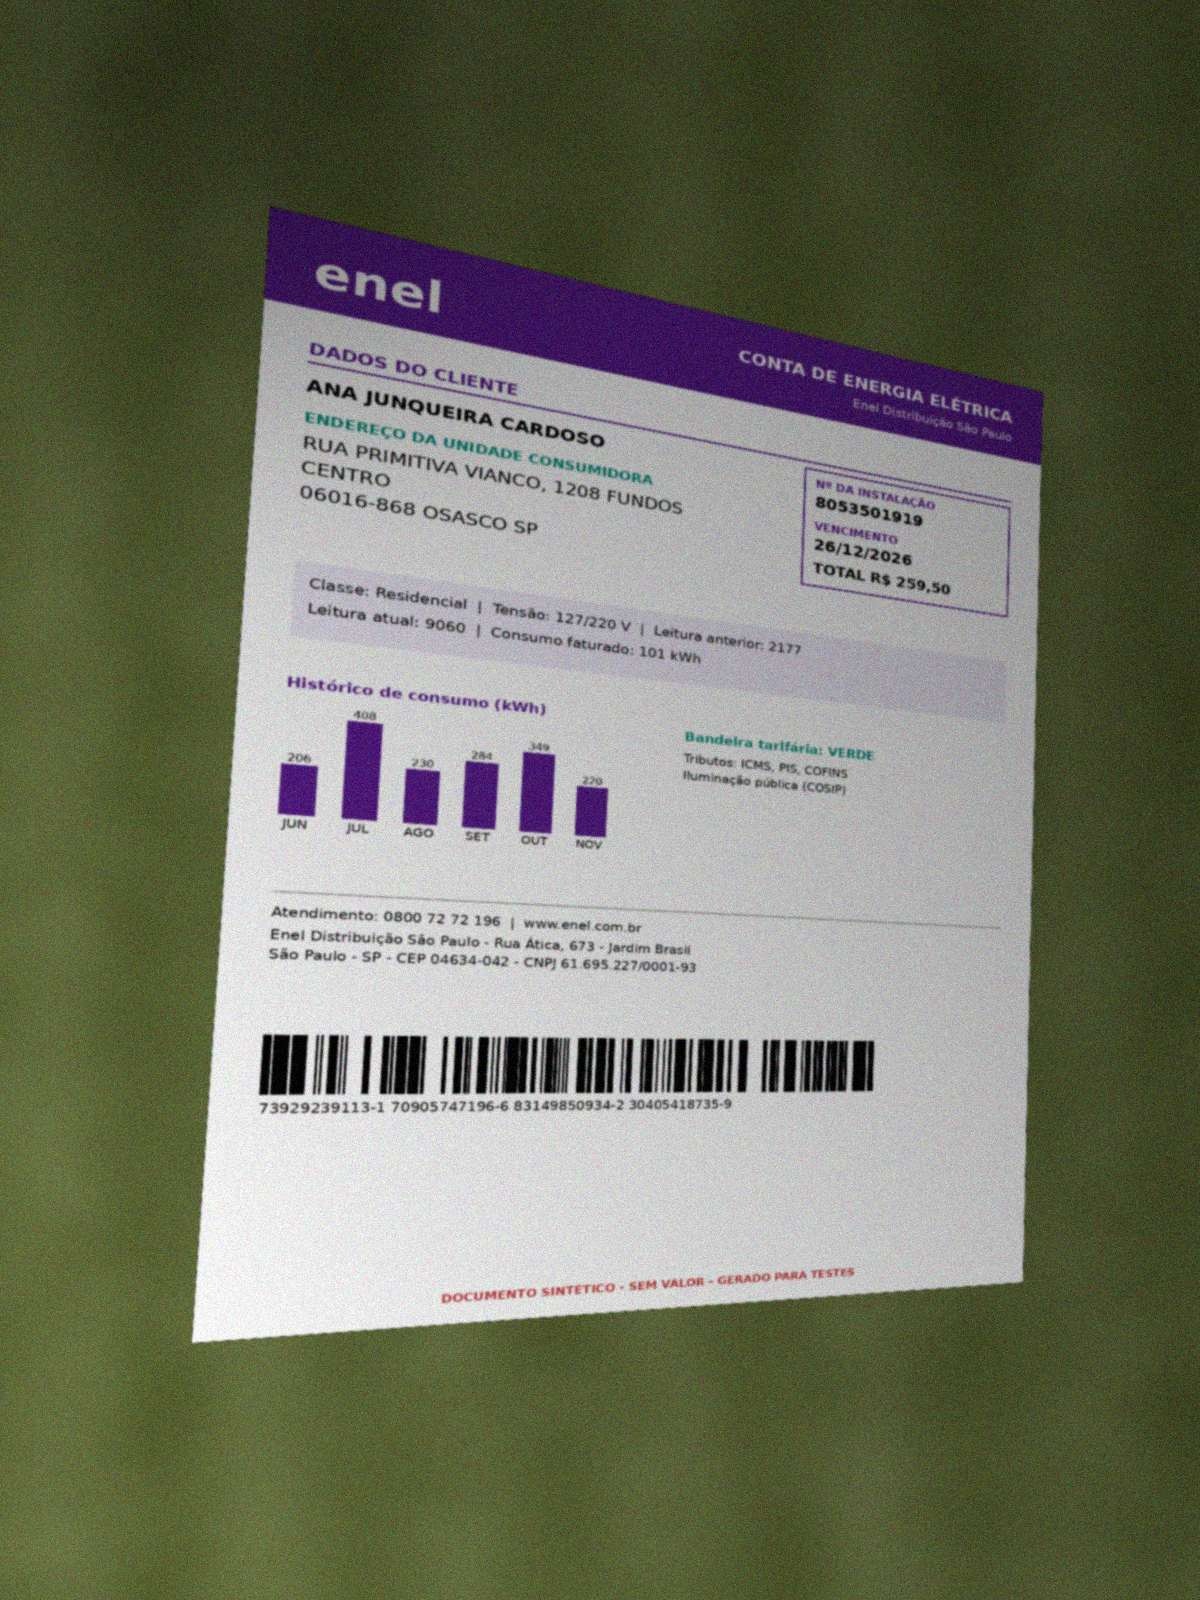 enel
CONTA DE ENERGIA ELÉTRICA
Enel Distribuição São Paulo
DADOS DO CLIENTE
ANA JUNQUEIRA CARDOSO
ENDEREÇO DA UNIDADE CONSUMIDORA
RUA PRIMITIVA VIANCO, 1208 FUNDOS
CENTRO
06016-868 OSASCO SP
Nº DA INSTALAÇÃO
8053501919
VENCIMENTO
26/12/2026
TOTAL R$ 259,50
Classe: Residencial | Tensão: 127/220 V | Leitura anterior: 2177
Leitura atual: 9060 | Consumo faturado: 101 kWh
Histórico de consumo (kWh)
206 408 230 284 349 220
JUN JUL AGO SET OUT NOV
Bandeira tarifária: VERDE
Tributos: ICMS, PIS, COFINS
Iluminação pública (COSIP)
Atendimento: 0800 72 72 196 | www.enel.com.br
Enel Distribuição São Paulo - Rua Ática, 673 - Jardim Brasil
São Paulo - SP - CEP 04634-042 - CNPJ 61.695.227/0001-93
73929239113-1 70905747196-6 83149850934-2 30405418735-9
DOCUMENTO SINTETICO - SEM VALOR - GERADO PARA TESTES